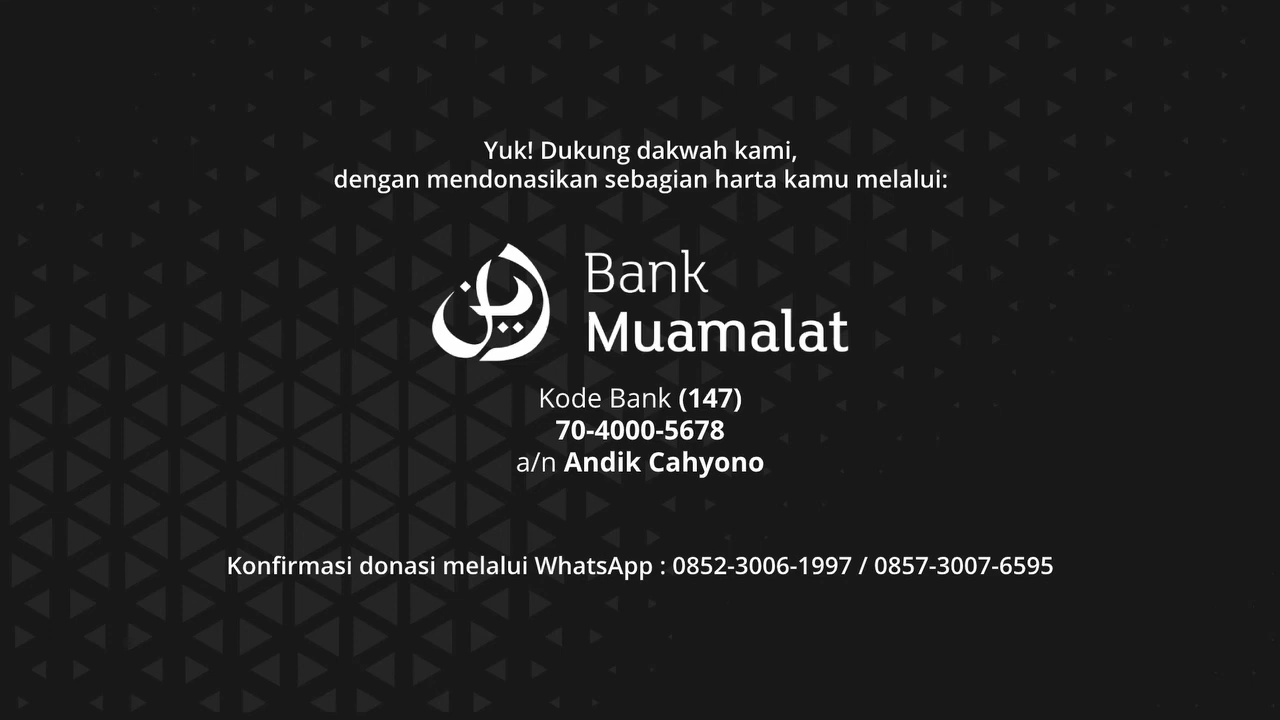 Yuk! Dukung dakwah kami,
dengan mendonasikan sebagian harta kamu melalui:
Bank
Muamalat
Kode Bank (147)
70-4000-5678
a/n Andik Cahyono
Konfirmasi donasi melalui WhatsApp : 0852-3006-1997 / 0857-3007-6595